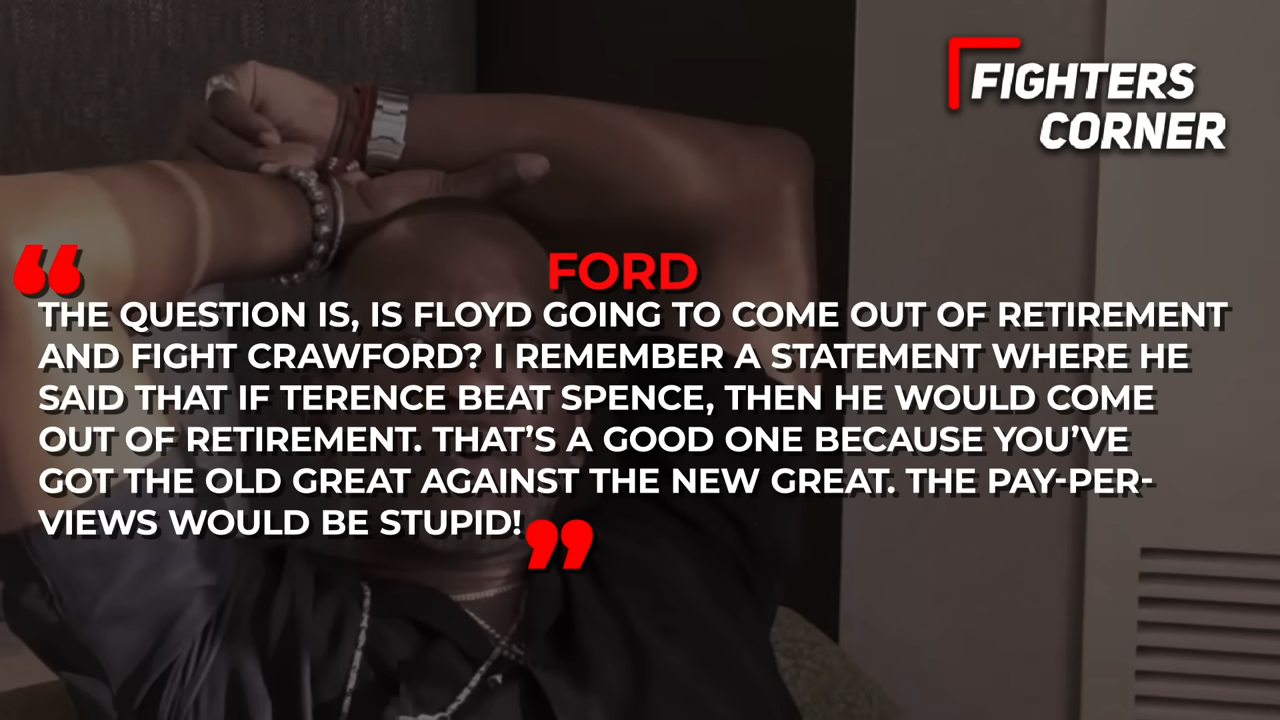 FIGHTERS
CORNER
“
FORD
THE QUESTION IS, IS FLOYD GOING TO COME OUT OF RETIREMENT
AND FIGHT CRAWFORD? I REMEMBER A STATEMENT WHERE HE
SAID THAT IF TERENCE BEAT SPENCE, THEN HE WOULD COME
OUT OF RETIREMENT. THAT’S A GOOD ONE BECAUSE YOU’VE
GOT THE OLD GREAT AGAINST THE NEW GREAT. THE PAY-PER-
VIEWS WOULD BE STUPID!”